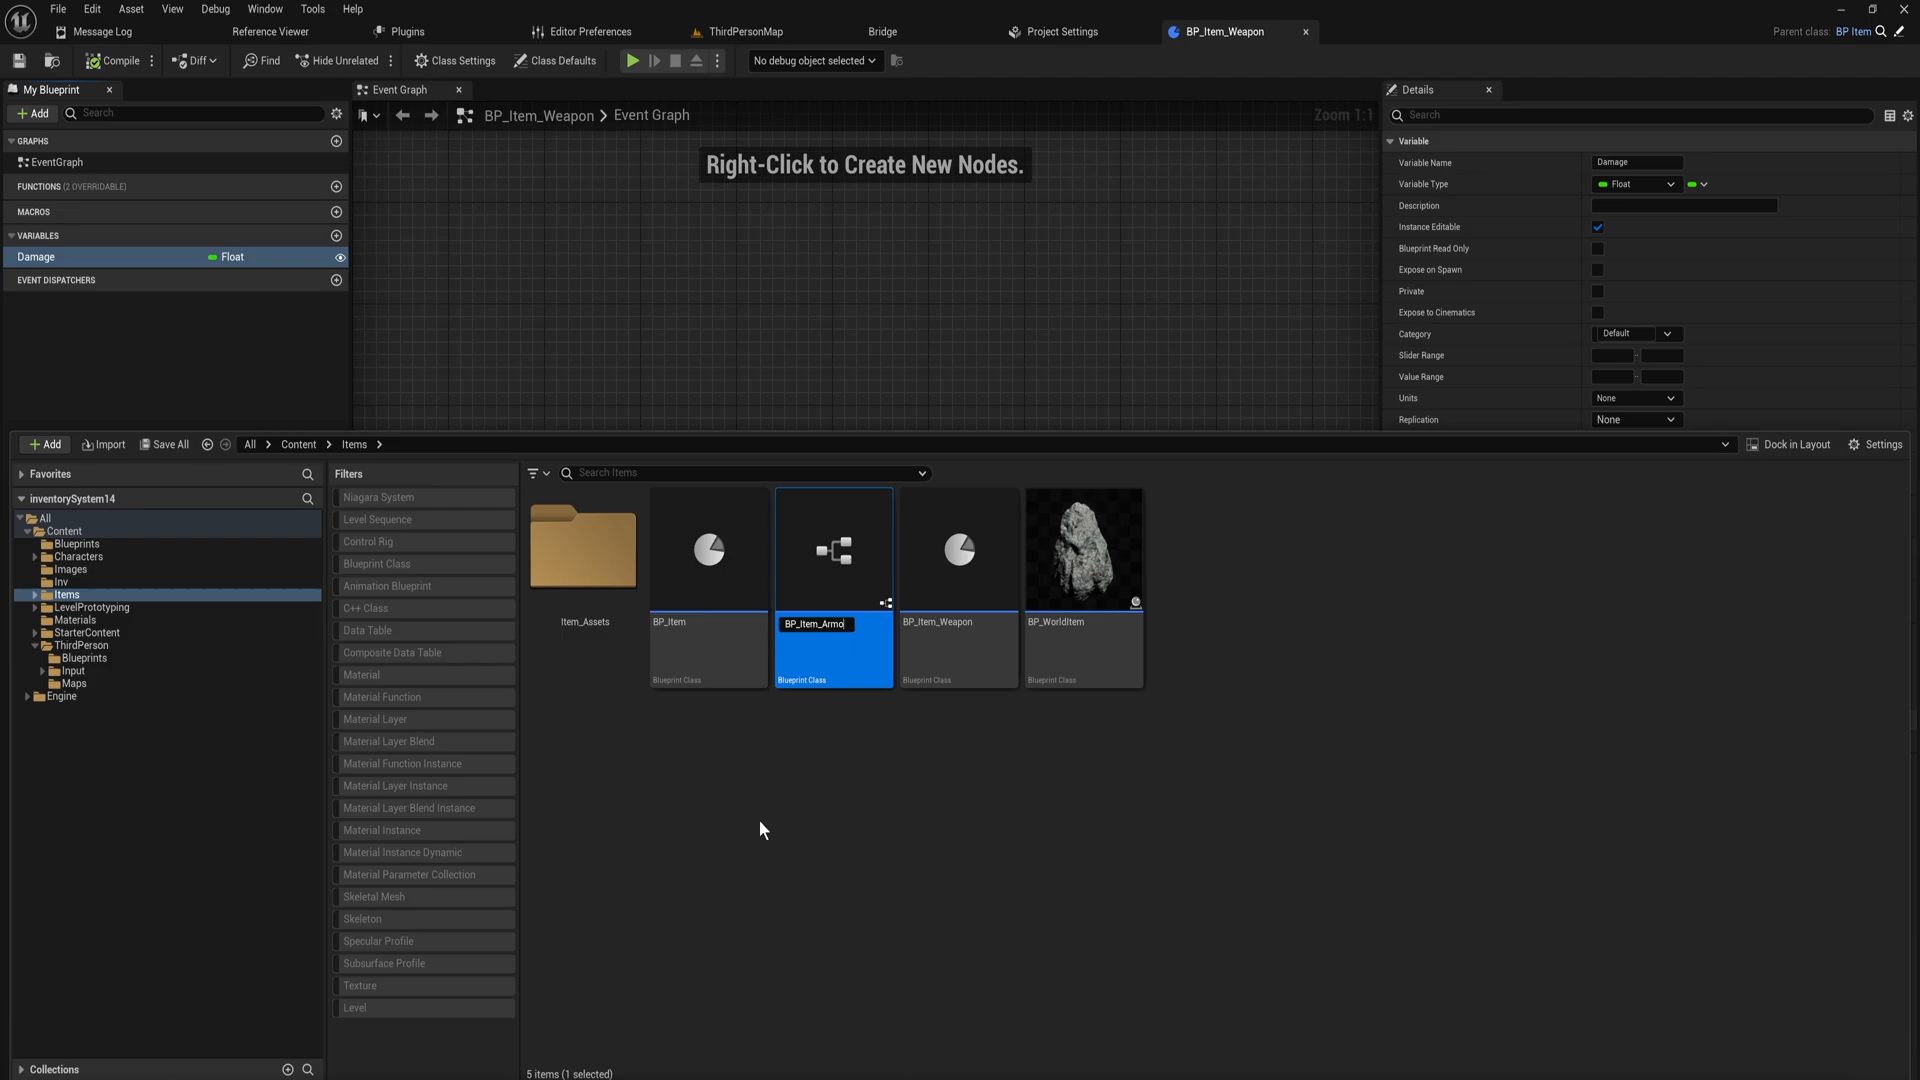 File Edit Asset View Debug Window Tools Help
Message Log Reference Viewer Plugins Editor Preferences ThirdPersonMap Bridge Project Settings BP_Item_Weapon Parent class: BP Item
Compile Diff Find Hide Unrelated Class Settings Class Defaults No debug object selected
My Blueprint Event Graph Details
Add Search BP_Item_Weapon Event Graph Zoom 1:1 Search
GRAPHS
EventGraph
FUNCTIONS (2 OVERRIDABLE)
MACROS
VARIABLES
Damage Float
EVENT DISPATCHERS
Right-Click to Create New Nodes.
Variable
Variable Name Damage
Variable Type Float
Description
Instance Editable
Blueprint Read Only
Expose on Spawn
Private
Expose to Cinematics
Category Default
Slider Range
Value Range
Units None
Replication None
Add Import Save All All Content Items Dock in Layout Settings
Favorites
inventorySystem14
All
Content
Blueprints
Characters
Images
Inv
Items
LevelPrototyping
Materials
StarterContent
ThirdPerson
Blueprints
Input
Maps
Engine
Collections
Filters
Niagara System
Level Sequence
Control Rig
Blueprint Class
Animation Blueprint
C++ Class
Data Table
Composite Data Table
Material
Material Function
Material Layer
Material Layer Blend
Material Function Instance
Material Layer Instance
Material Layer Blend Instance
Material Instance
Material Instance Dynamic
Material Parameter Collection
Skeletal Mesh
Skeleton
Specular Profile
Subsurface Profile
Texture
Level
Search Items
Item_Assets BP_Item BP_Item_Armo BP_Item_Weapon BP_WorldItem
Blueprint Class Blueprint Class Blueprint Class Blueprint Class
5 items (1 selected)